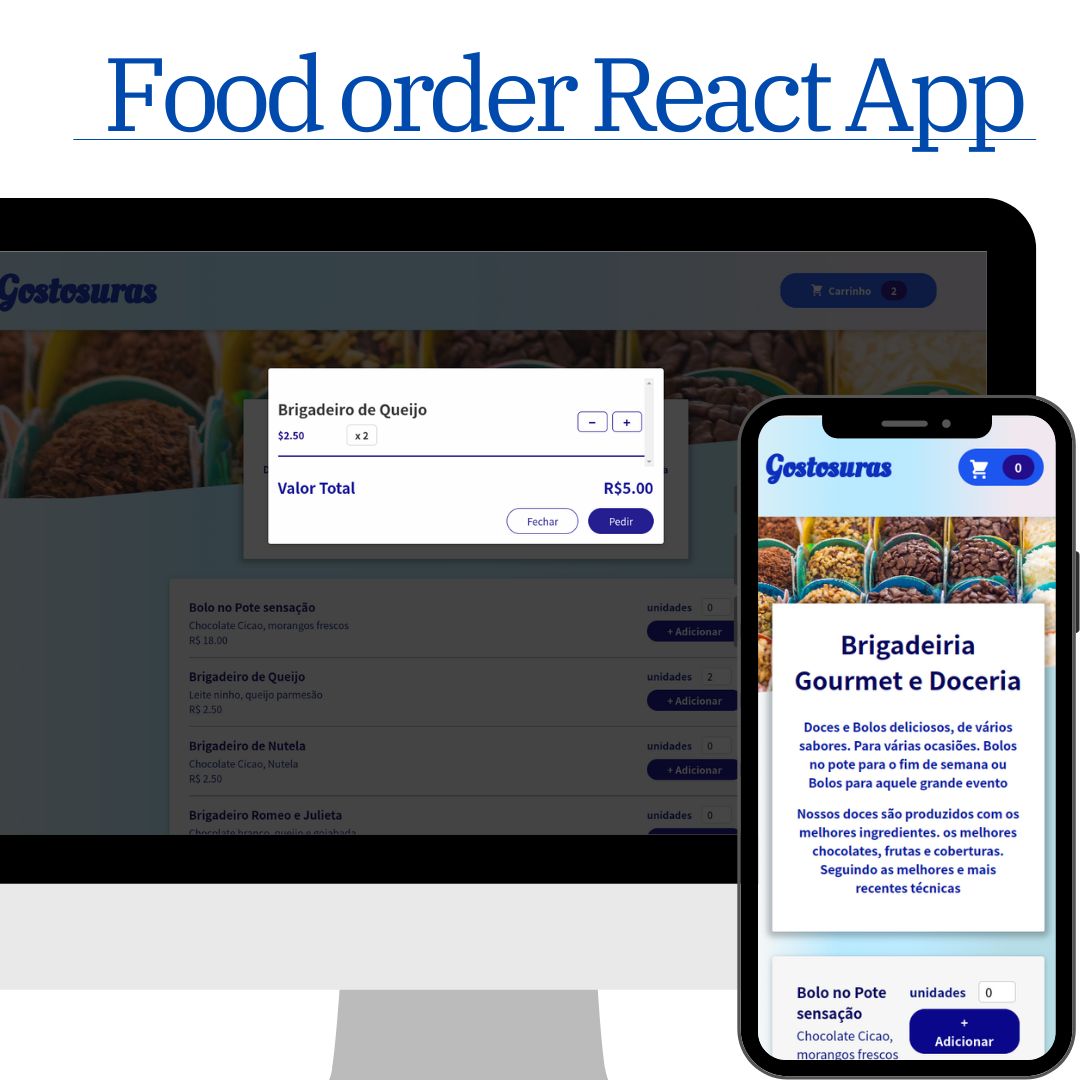 Food order React App
Gostosuras
Carrinho 2
Brigadeiro de Queijo
$2.50 x 2 − +
Valor Total R$5.00
Fechar Pedir
Bolo no Pote sensação
unidades 0
Chocolate Cicao, morangos frescos
R$ 18.00
+ Adicionar
Brigadeiro de Queijo
unidades 2
Leite ninho, queijo parmesão
R$ 2.50
+ Adicionar
Brigadeiro de Nutela
unidades 0
Chocolate Cicao, Nutela
R$ 2.50
+ Adicionar
Brigadeiro Romeo e Julieta
unidades 0
Chocolate branco, queijo e goiabada
Gostosuras
0
Brigadeiria
Gourmet e Doceria
Doces e Bolos deliciosos, de vários
sabores. Para várias ocasiões. Bolos
no pote para o fim de semana ou
Bolos para aquele grande evento
Nossos doces são produzidos com os
melhores ingredientes. os melhores
chocolates, frutas e coberturas.
Seguindo as melhores e mais
recentes técnicas
Bolo no Pote
sensação
Chocolate Cicao,
morangos frescos
unidades 0
+
Adicionar